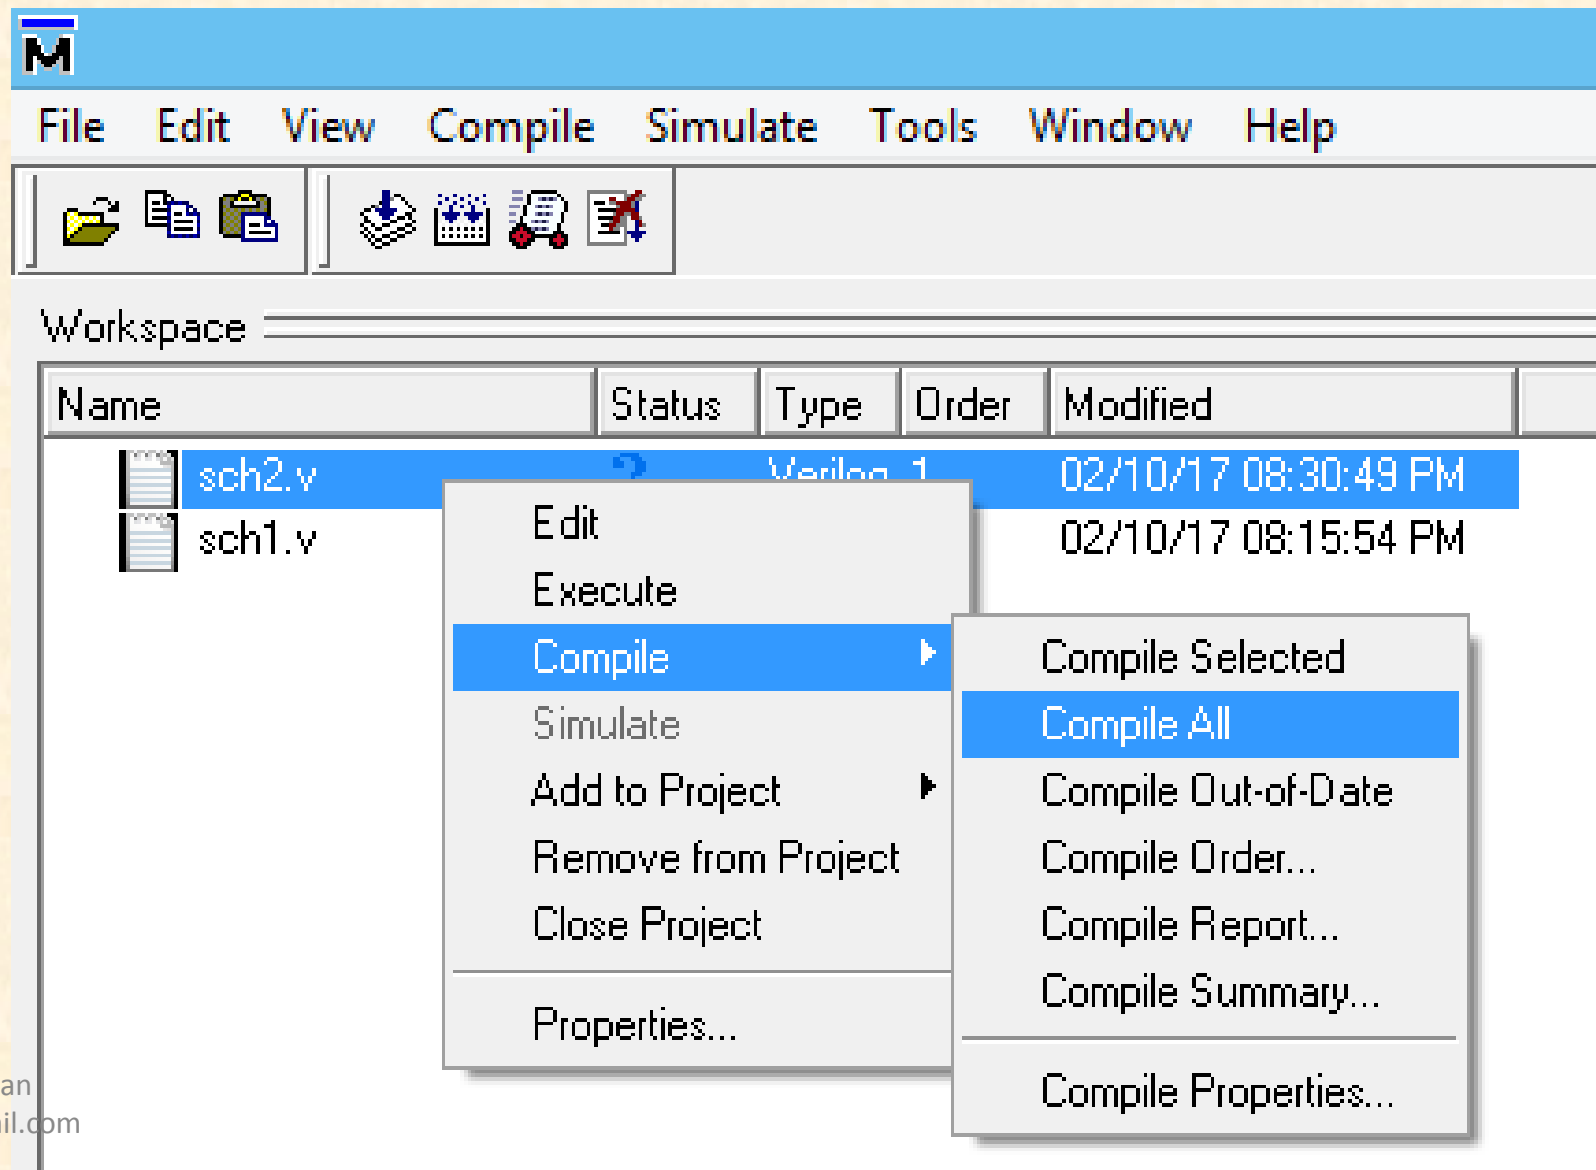 M
File Edit View Compile Simulate Tools Window Help
Workspace
Name Status Type Order Modified
sch2.v ? Verilog 1 02/10/17 08:30:49 PM
sch1.v 02/10/17 08:15:54 PM
Edit
Execute
Compile
Simulate
Add to Project
Remove from Project
Close Project
Properties...
Compile Selected
Compile All
Compile Out-of-Date
Compile Order...
Compile Report...
Compile Summary...
Compile Properties...
an
il.com